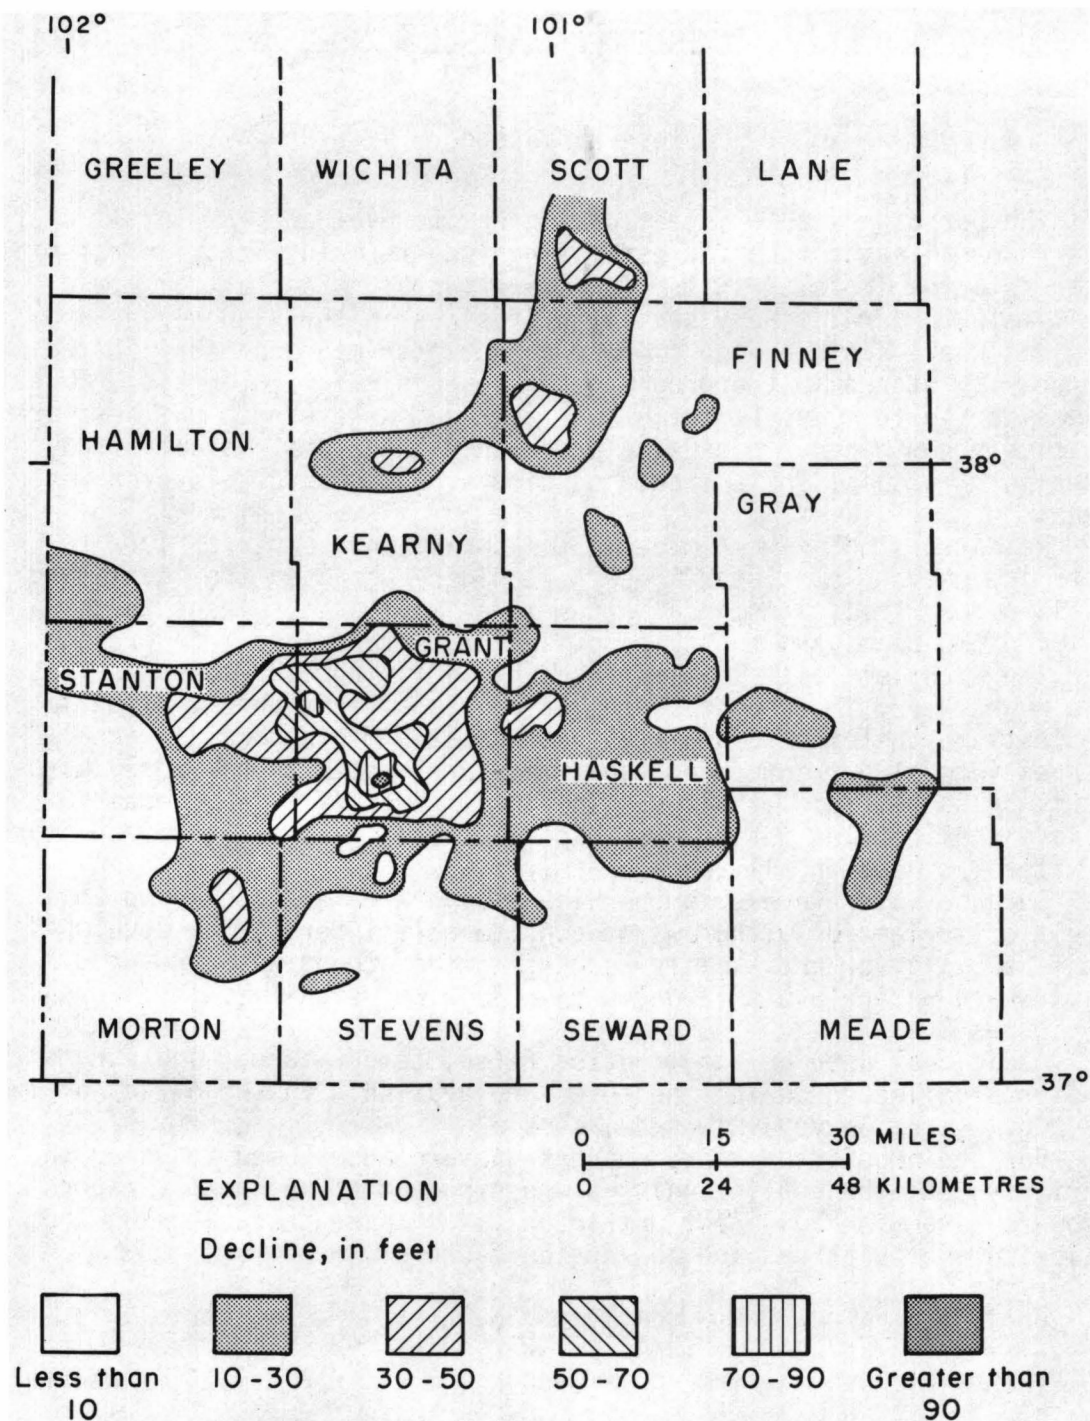 102° 101°
GREELEY WICHITA SCOTT LANE
FINNEY
HAMILTON
38°
GRAY
KEARNY
GRANT
STANTON
HASKELL
MORTON STEVENS SEWARD MEADE
37°
0 15 30 MILES
0 24 48 KILOMETRES
EXPLANATION
Decline, in feet
Less than 10-30 30-50 50-70 70-90 Greater than
10 90